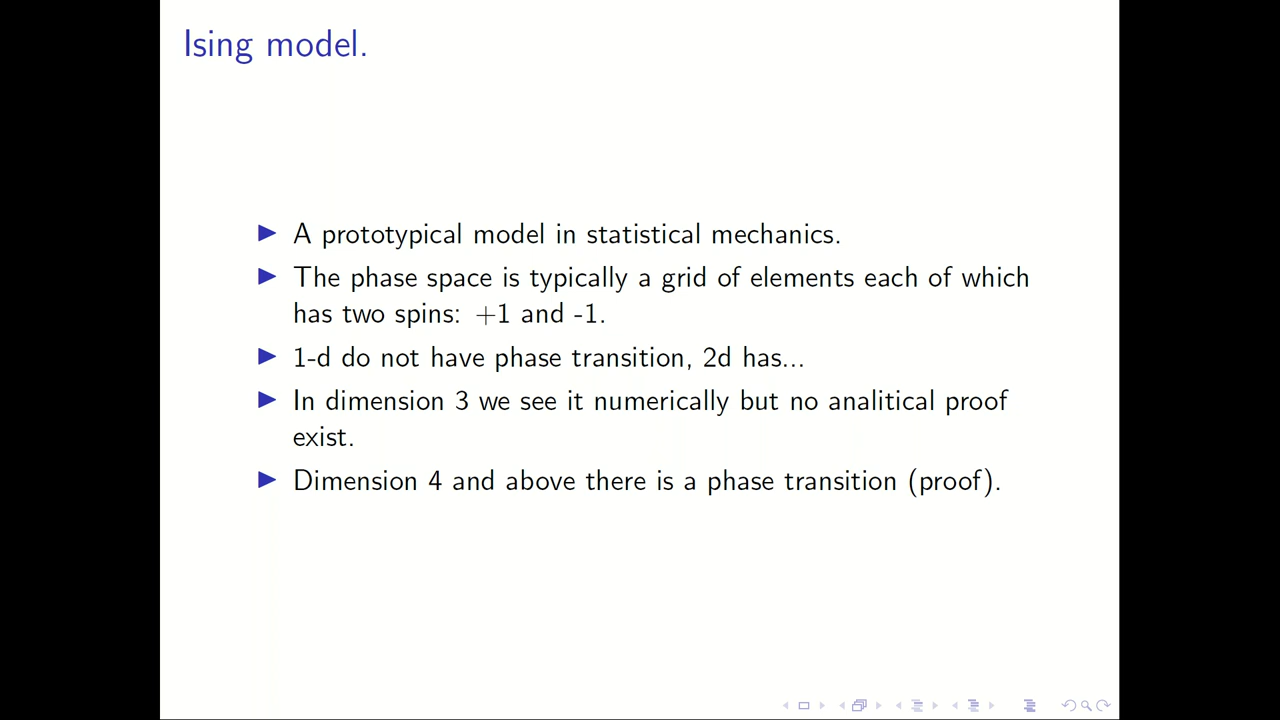 Ising model.
A prototypical model in statistical mechanics.
The phase space is typically a grid of elements each of which
has two spins: +1 and -1.
1-d do not have phase transition, 2d has...
In dimension 3 we see it numerically but no analitical proof
exist.
Dimension 4 and above there is a phase transition (proof).